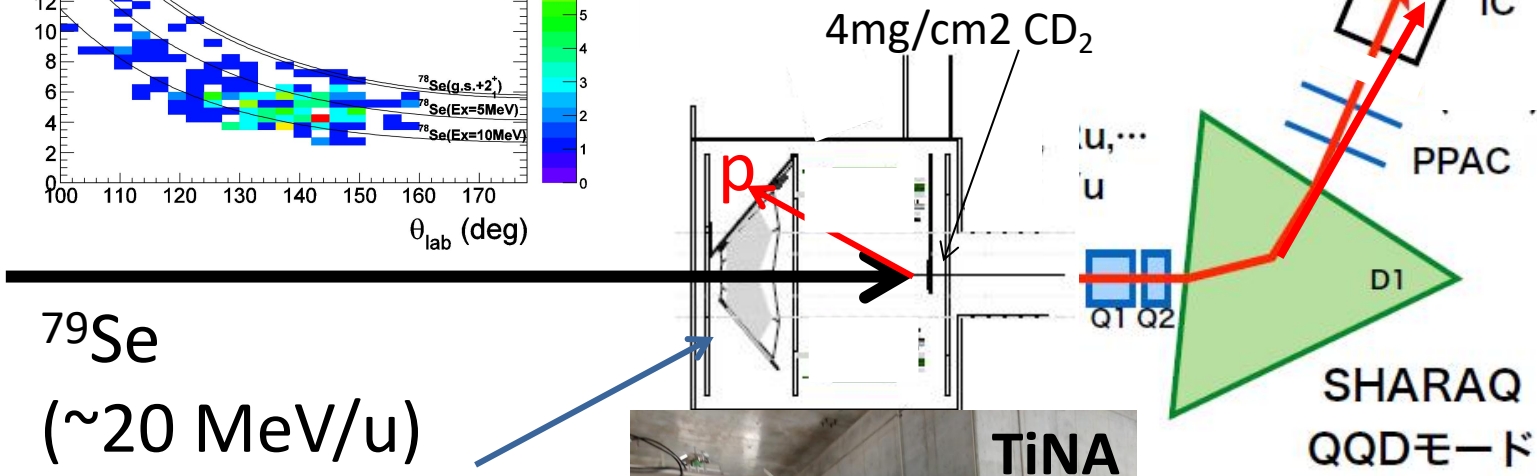 12
10
8
6
4
2
0
100 110 120 130 140 150 160 170
θlab (deg)
78Se(g.s.+2+1)
78Se(Ex=5MeV)
78Se(Ex=10MeV)
5
4
3
2
1
0
4mg/cm2 CD2
p
79Se
(~20 MeV/u)
TiNA
u,⋯
u
IC
PPAC
Q1 Q2
D1
SHARAQ
QQDモード